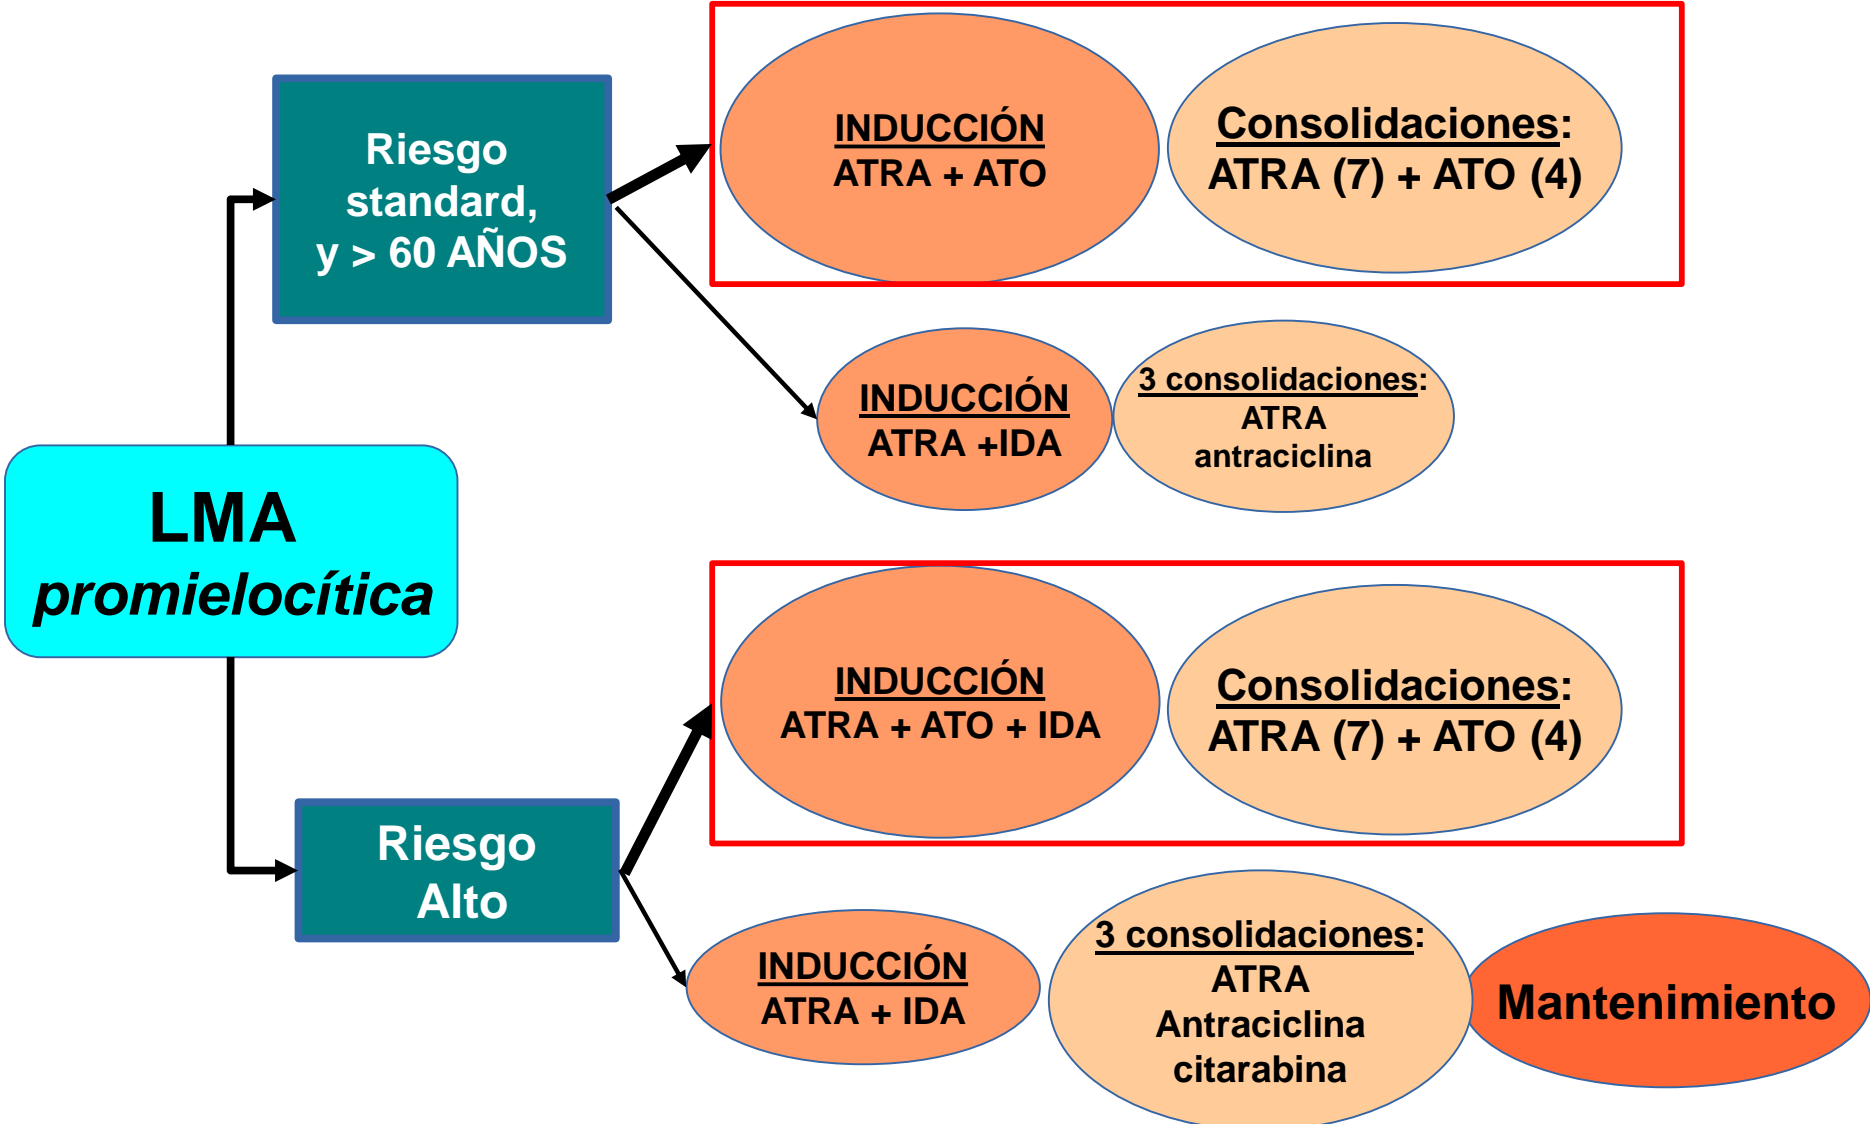 LMA
promielocítica
Riesgo
standard,
y > 60 AÑOS
INDUCCIÓN
ATRA + ATO
Consolidaciones:
ATRA (7) + ATO (4)
INDUCCIÓN
ATRA +IDA
3 consolidaciones:
ATRA
antraciclina
Riesgo
Alto
INDUCCIÓN
ATRA + ATO + IDA
Consolidaciones:
ATRA (7) + ATO (4)
INDUCCIÓN
ATRA + IDA
3 consolidaciones:
ATRA
Antraciclina
citarabina
Mantenimiento